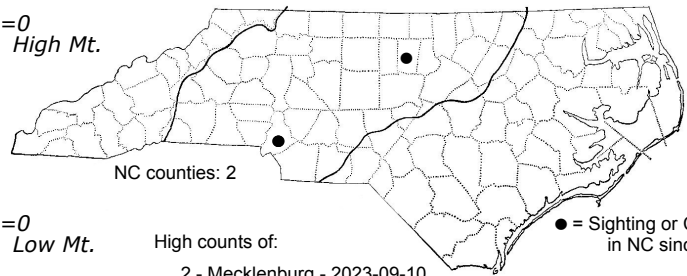 =0
High Mt.
NC counties: 2
=0
Low Mt.
High counts of:
● = Sighting or
in NC
2 - Mecklenburg - 2023-09-10